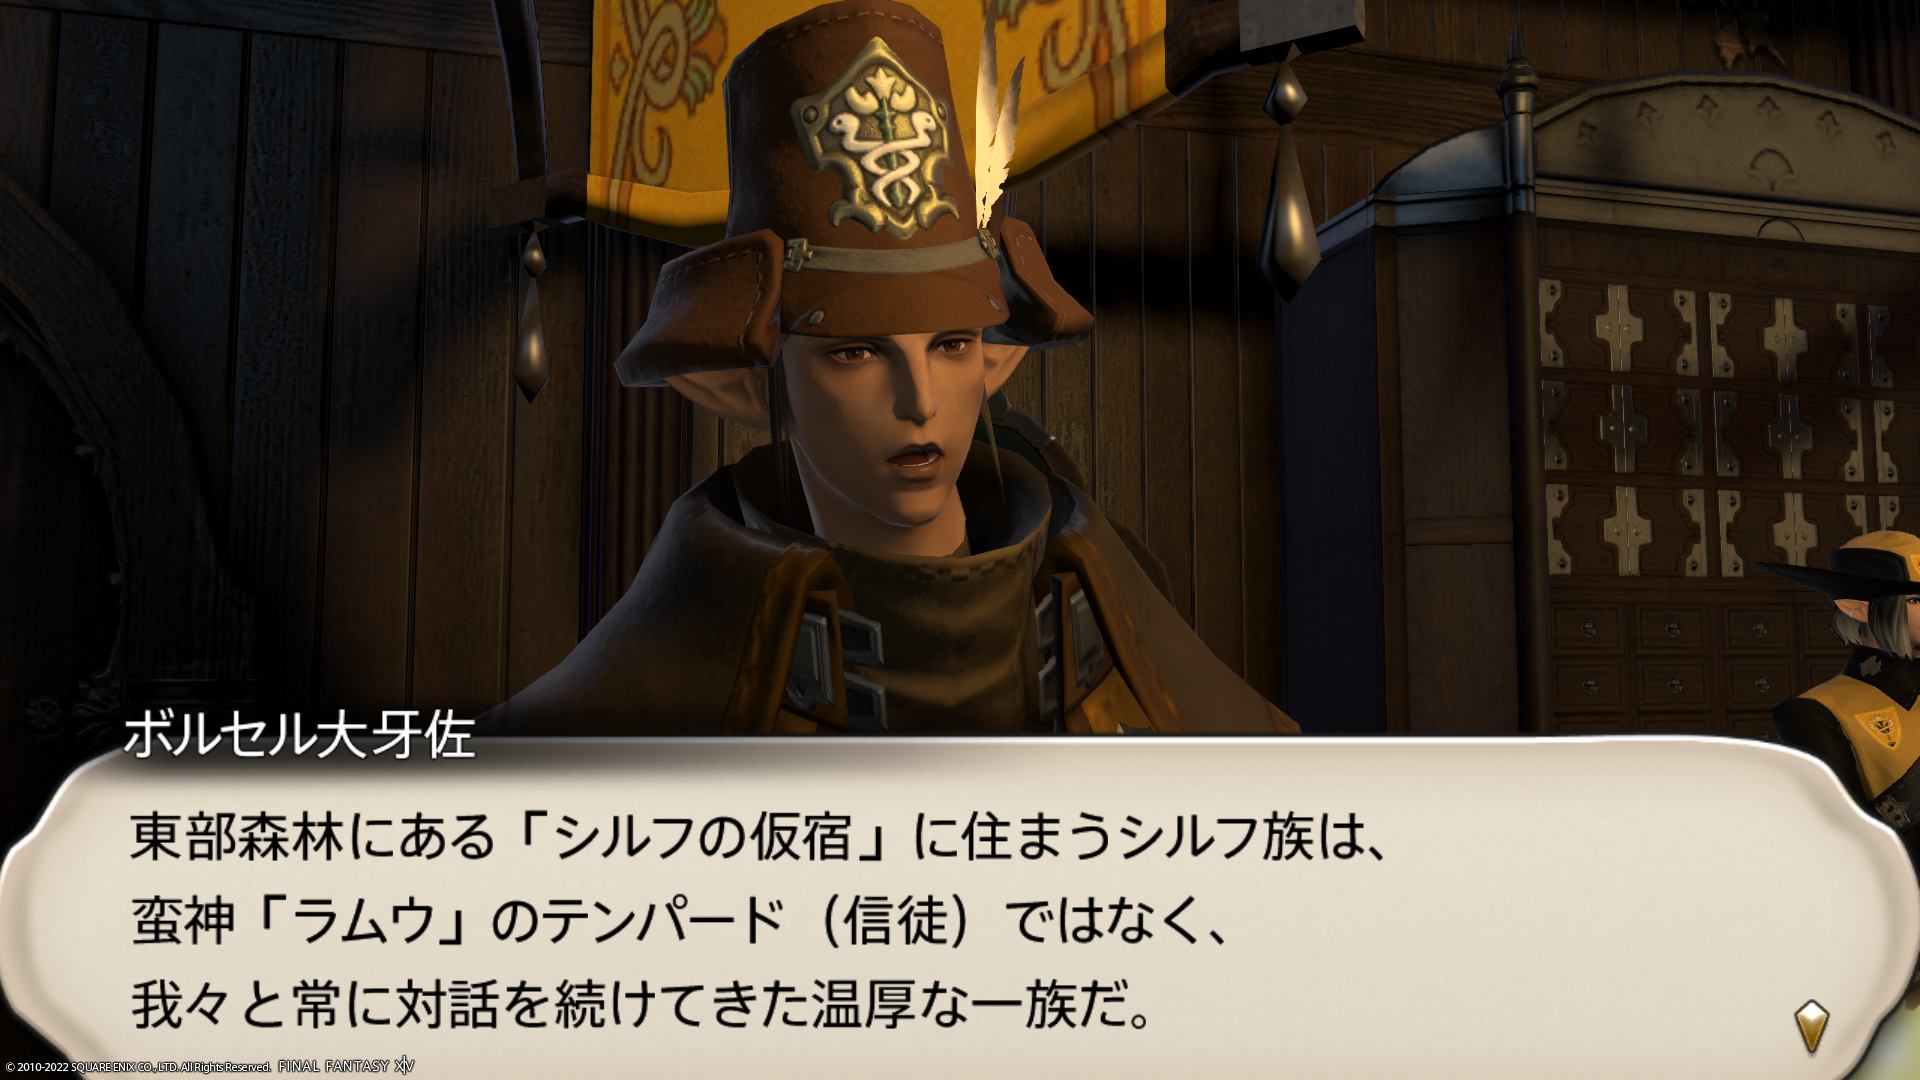 ボルセル大牙佐
東部森林にある「シルフの仮宿」に住まうシルフ族は、
蛮神「ラムウ」のテンパード（信徒）ではなく、
我々と常に対話を続けてきた温厚な一族だ。
© 2010-2022 SQUARE ENIX CO., LTD. All Rights Reserved. FINAL FANTASY XIV